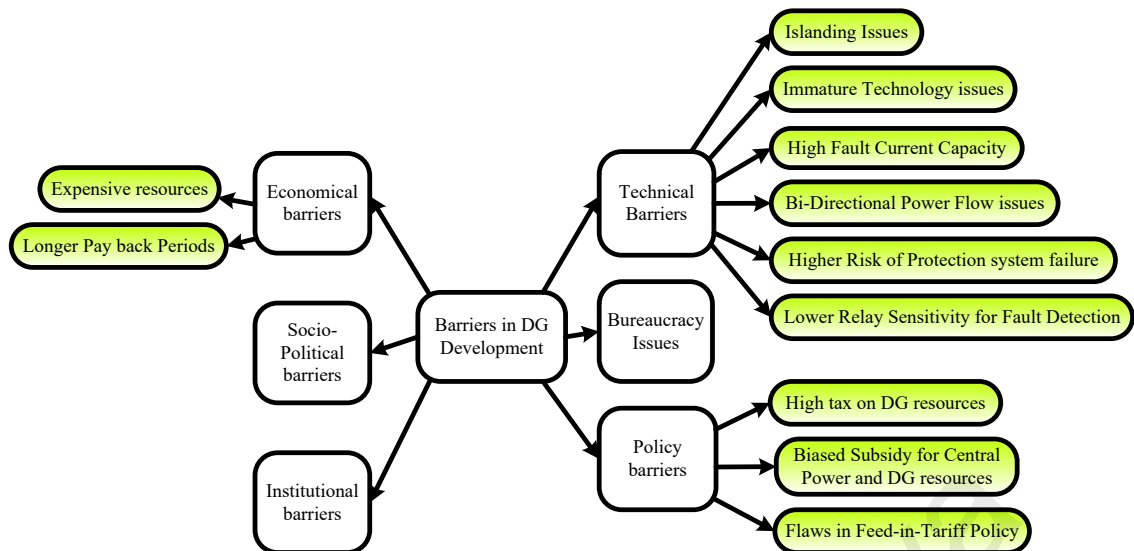 Islanding Issues
Immature Technology issues
High Fault Current Capacity
Bi-Directional Power Flow issues
Higher Risk of Protection system failure
Lower Relay Sensitivity for Fault Detection
Technical
Barriers
Economical
barriers
Expensive resources
Longer Pay back Periods
Socio-
Political
barriers
Barriers in DG
Development
Bureaucracy
Issues
Institutional
barriers
Policy
barriers
High tax on DG resources
Biased Subsidy for Central
Power and DG resources
Flaws in Feed-in-Tariff Policy